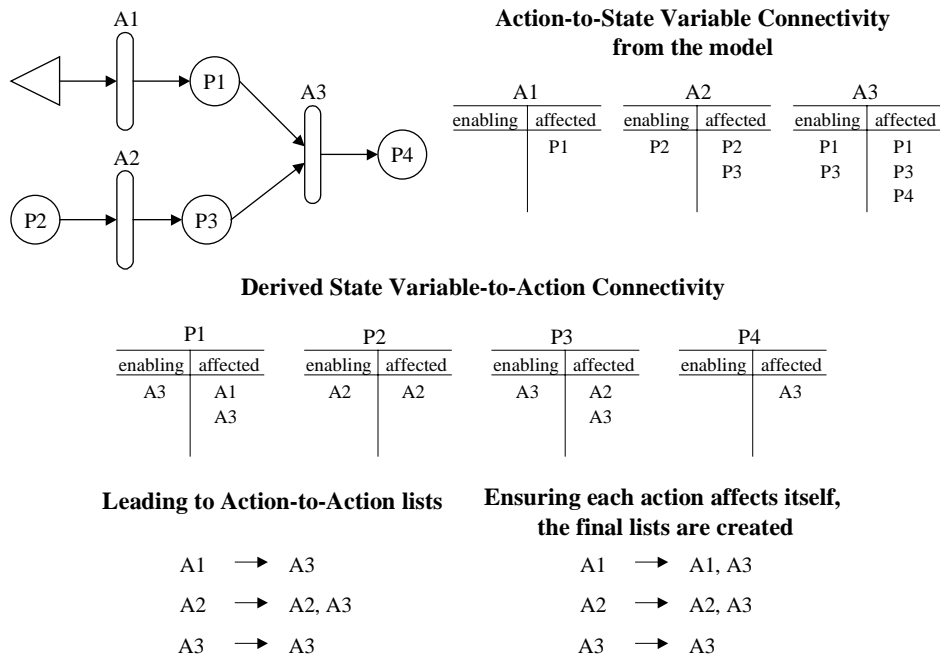 A1
P1
A3
P4
A2
P2
P3
Action-to-State Variable Connectivity
from the model
A1 A2 A3
enabling affected enabling affected enabling affected
P1 P2 P2 P1 P1
P3 P3 P3
P4
Derived State Variable-to-Action Connectivity
P1 P2 P3 P4
enabling affected enabling affected enabling affected enabling affected
A3 A1 A2 A2 A3 A2 A3
A3 A3
Leading to Action-to-Action lists
A1 → A3
A2 → A2, A3
A3 → A3
Ensuring each action affects itself,
the final lists are created
A1 → A1, A3
A2 → A2, A3
A3 → A3